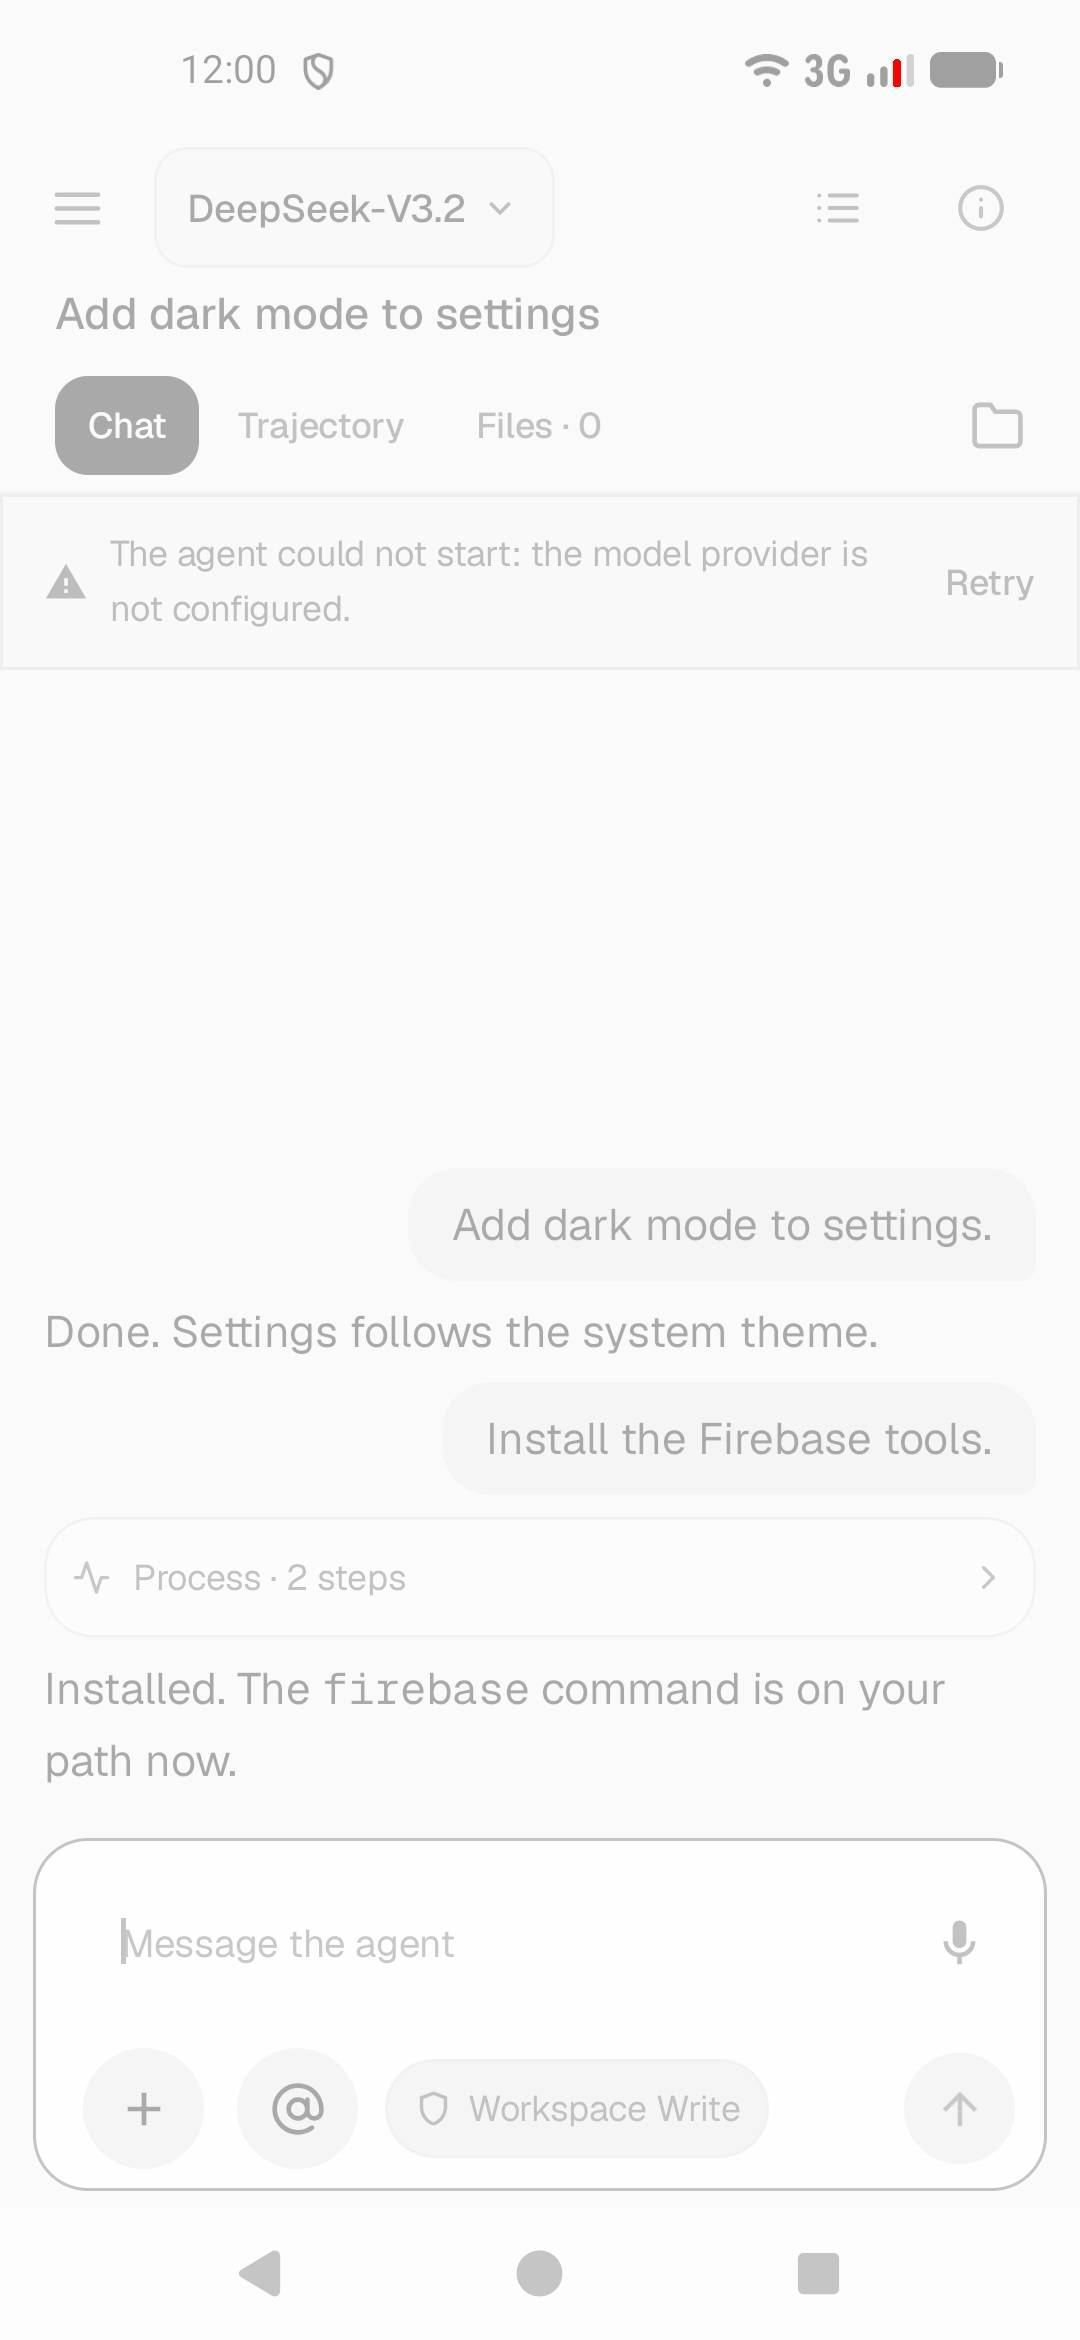 12:00
3G
DeepSeek-V3.2
Add dark mode to settings
Chat
Trajectory
Files · 0
The agent could not start: the model provider is
not configured.
Retry
Add dark mode to settings.
Done. Settings follows the system theme.
Install the Firebase tools.
Process · 2 steps
Installed. The firebase command is on your
path now.
Message the agent
Workspace Write